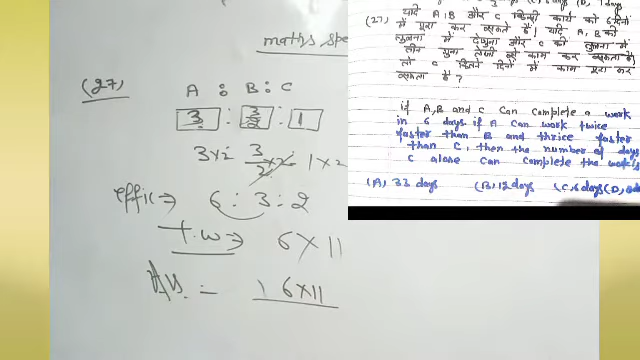 maths spe
(27)
A : B : C
3 : 3/2 : 1
3×2 3/2×2 1×2
effic⇒ 6 : 3 : 2
T.W⇒ 6×11
6×11
(27) यदि A, B और C किसी कार्य को 6 दिनों
में पूरा कर सकते हैं। यदि A, B की
तुलना में दोगुना और C की तुलना में
तीन गुना तेजी से काम कर सकता है।
तो C कितने दिनों में काम पूरा कर
सकता है?
if A,B and C Can Complete a work
in 6 days if A Can work twice
faster than B and thrice faster
than C, then the number of days
C alone Can Complete the work
(A) 33 days (B) 12 days (C) 6 days (D)